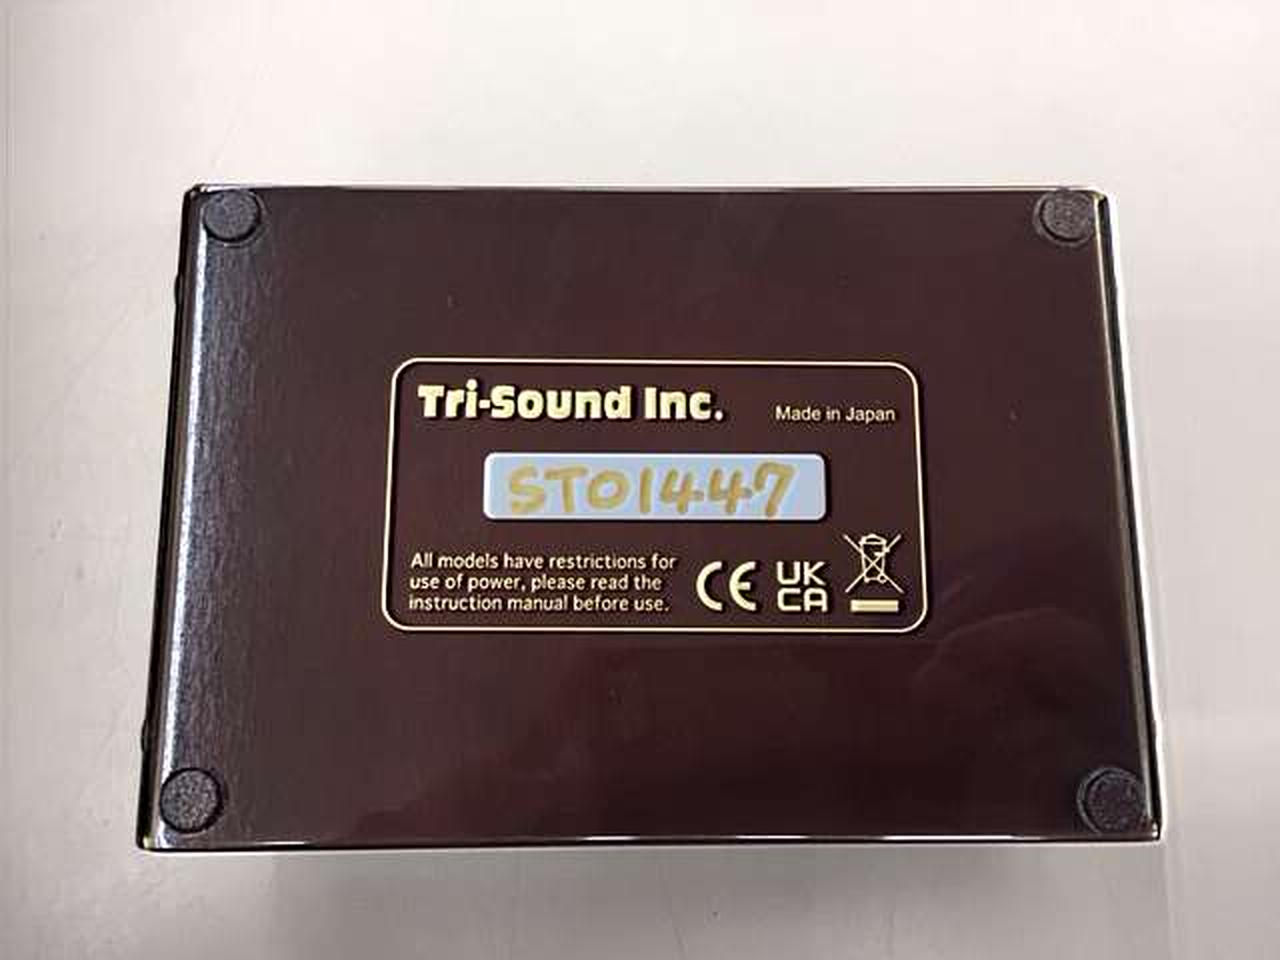 Tri-Sound Inc.
Made in Japan
STO1447
All models have restrictions for
use of power, please read the
instruction manual before use.
CE
UK
CA